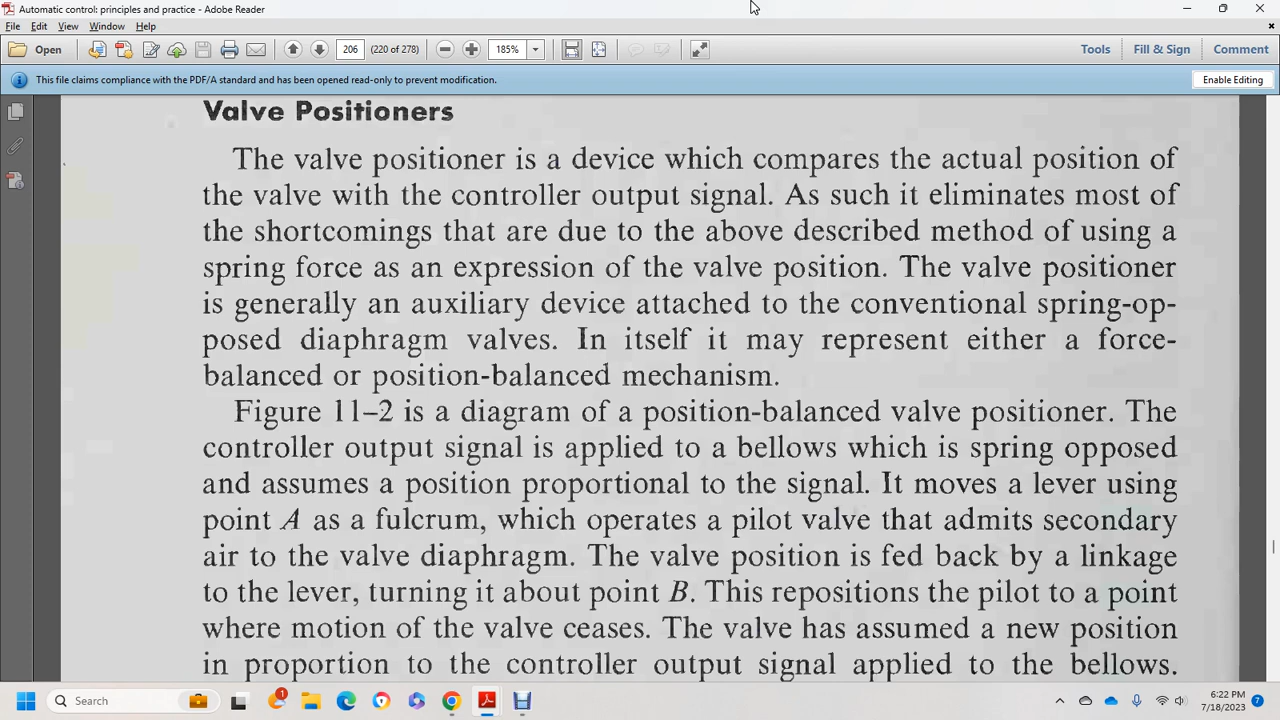 Automatic control: principles and practice - Adobe Reader
File Edit View Window Help
Open 206 (220 of 278) 185% Tools Fill & Sign Comment
This file claims compliance with the PDF/A standard and has been opened read-only to prevent modification. Enable Editing
Valve Positioners
The valve positioner is a device which compares the actual position of
the valve with the controller output signal. As such it eliminates most of
the shortcomings that are due to the above described method of using a
spring force as an expression of the valve position. The valve positioner
is generally an auxiliary device attached to the conventional spring-op-
posed diaphragm valves. In itself it may represent either a force-
balanced or position-balanced mechanism.
Figure 11–2 is a diagram of a position-balanced valve positioner. The
controller output signal is applied to a bellows which is spring opposed
and assumes a position proportional to the signal. It moves a lever using
point A as a fulcrum, which operates a pilot valve that admits secondary
air to the valve diaphragm. The valve position is fed back by a linkage
to the lever, turning it about point B. This repositions the pilot to a point
where motion of the valve ceases. The valve has assumed a new position
in proportion to the controller output signal applied to the bellows.
Search 1 6:22 PM 7
7/18/2023